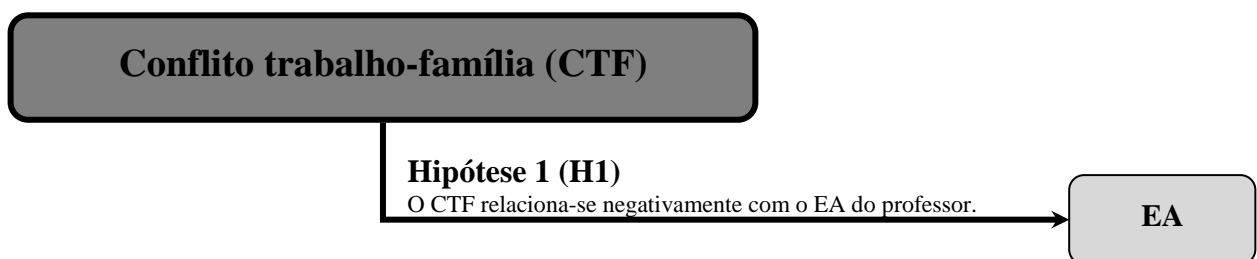 Conflito trabalho-família (CTF)
Hipótese 1 (H1)
O CTF relaciona-se negativamente com o EA do professor.
EA